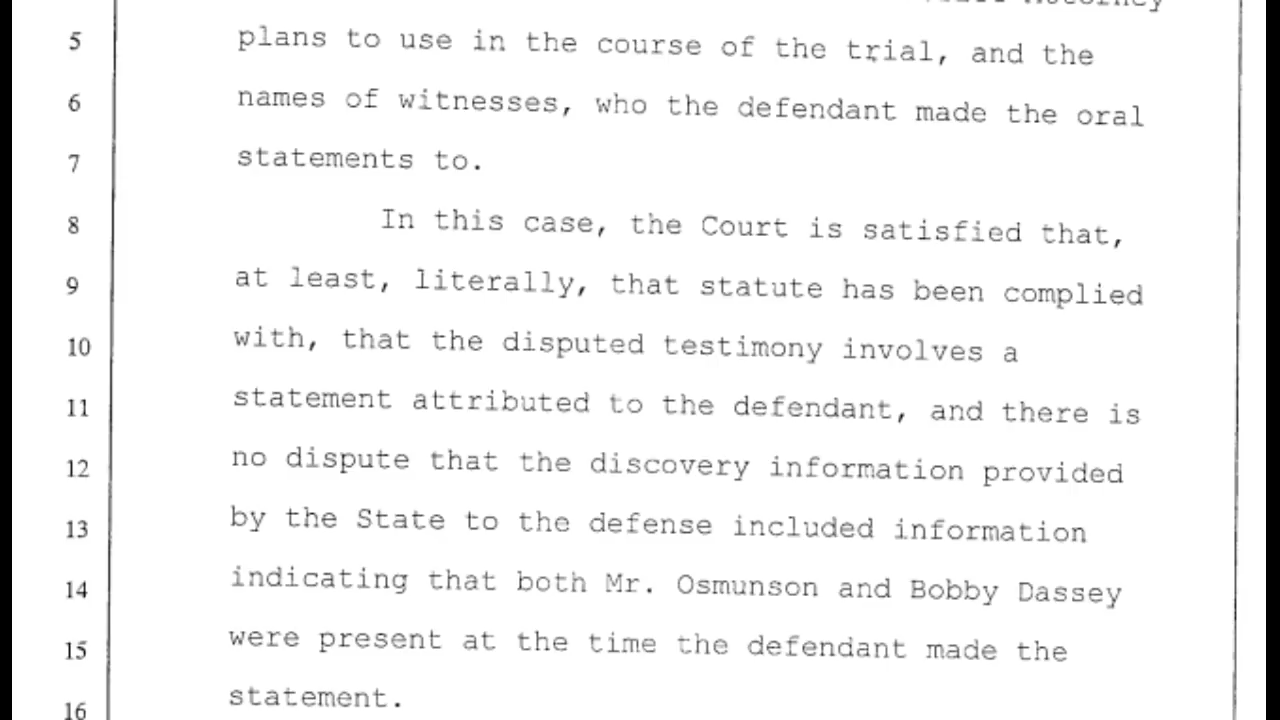 5 plans to use in the course of the trial, and the
6 names of witnesses, who the defendant made the oral
7 statements to.
8 In this case, the Court is satisfied that,
9 at least, literally, that statute has been complied
10 with, that the disputed testimony involves a
11 statement attributed to the defendant, and there is
12 no dispute that the discovery information provided
13 by the State to the defense included information
14 indicating that both Mr. Osmunson and Bobby Dassey
15 were present at the time the defendant made the
16 statement.